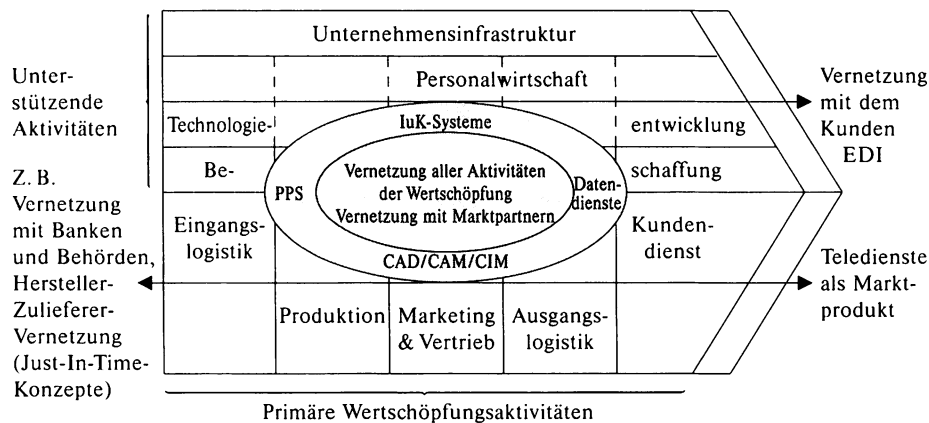 Unternehmensinfrastruktur
Personalwirtschaft
Unter-
stützende
Aktivitäten
Technologie-
entwicklung
Be-
schaffung
IuK-Systeme
PPS
Vernetzung aller Aktivitäten
der Wertschöpfung
Vernetzung mit Marktpartnern
Daten-
dienste
CAD/CAM/CIM
Vernetzung
mit dem
Kunden
EDI
Z. B.
Vernetzung
mit Banken
und Behörden,
Hersteller-
Zulieferer-
Vernetzung
(Just-In-Time-
Konzepte)
Eingangs-
logistik
Produktion
Marketing
& Vertrieb
Ausgangs-
logistik
Kunden-
dienst
Teledienste
als Markt-
produkt
Primäre Wertschöpfungsaktivitäten